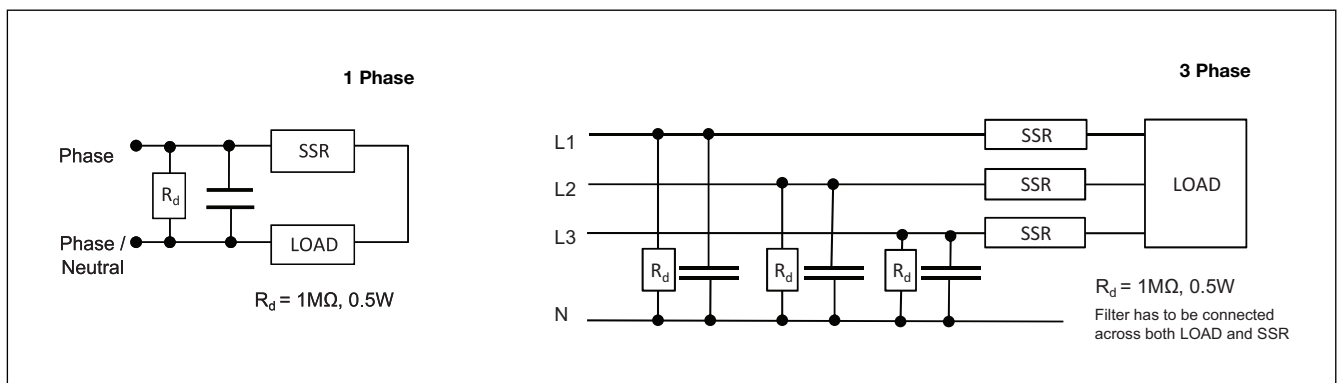 1 Phase
Phase
SSR
Rd
Phase /
Neutral
LOAD
Rd = 1MΩ, 0.5W
3 Phase
L1
SSR
L2
SSR
LOAD
L3
SSR
Rd
Rd
Rd
N
Rd = 1MΩ, 0.5W
Filter has to be connected
across both LOAD and SSR